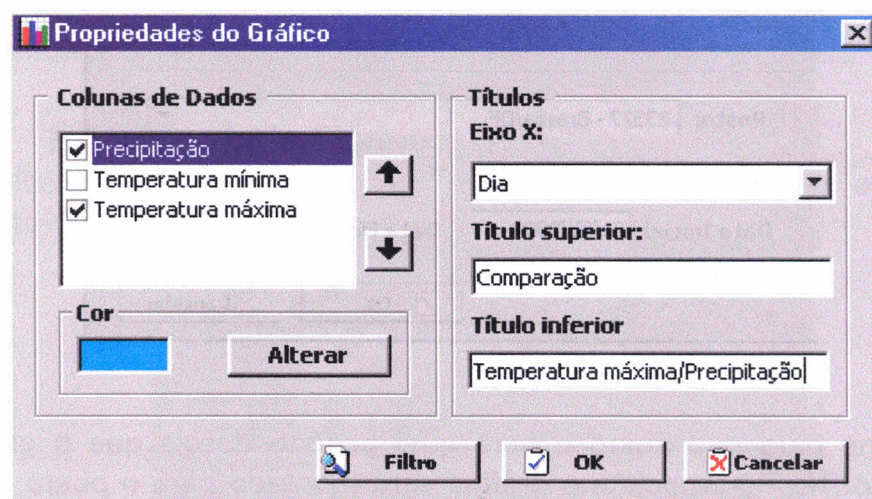 Propriedades do Gráfico
Colunas de Dados
Precipitação
Temperatura mínima
Temperatura máxima
Cor
Alterar
Títulos
Eixo X:
Dia
Título superior:
Comparação
Título inferior
Temperatura máxima/Precipitação
Filtro
OK
Cancelar